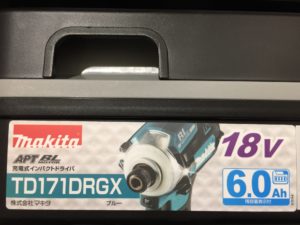 makita
18V
APT BL
充電式インパクトドライバ
TD171DRGX
6.0Ah
株式会社マキタ ブルー